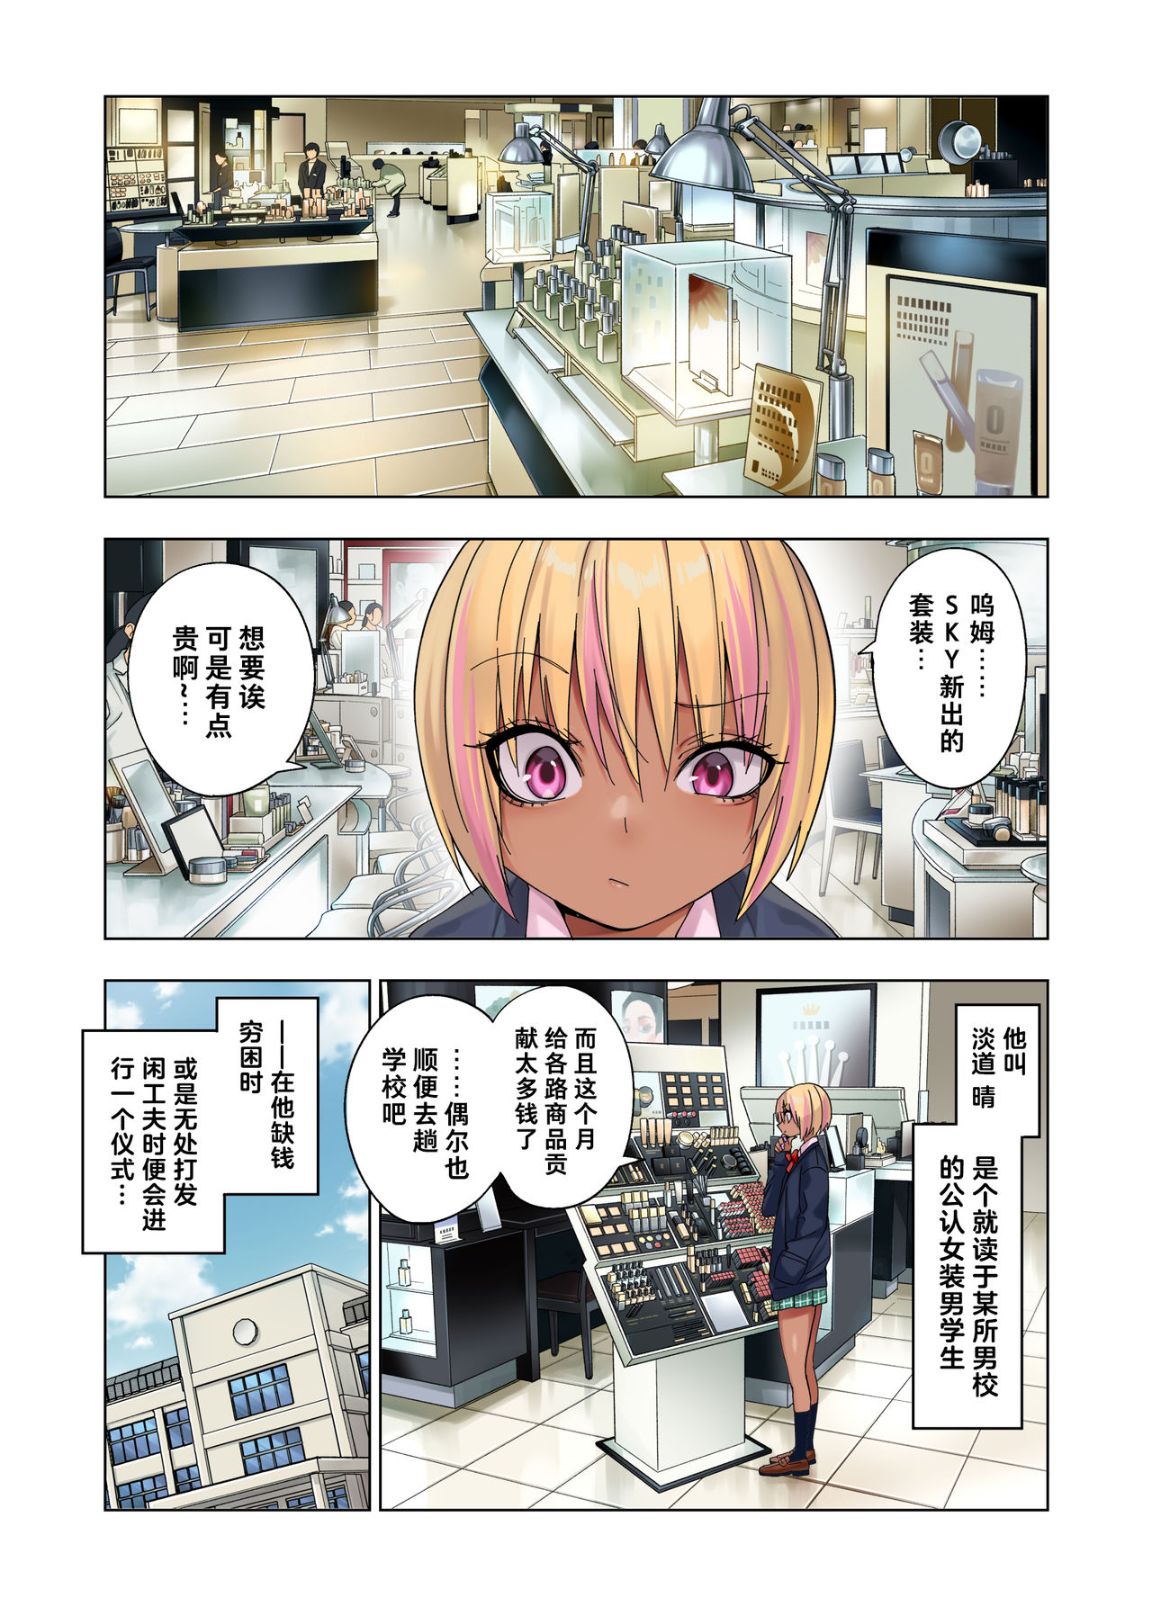 呜姆……
SKY新出的
套装…
想要诶
可是有点
贵啊~…
他叫
淡道 晴
是个就读于某所男校
的公认女装男学生
而且这个月
给各路商品贡
献太多钱了
……偶尔也
顺便去趟
学校吧
——在他缺钱
穷困时
或是无处打发
闲工夫时便会进
行一个仪式…